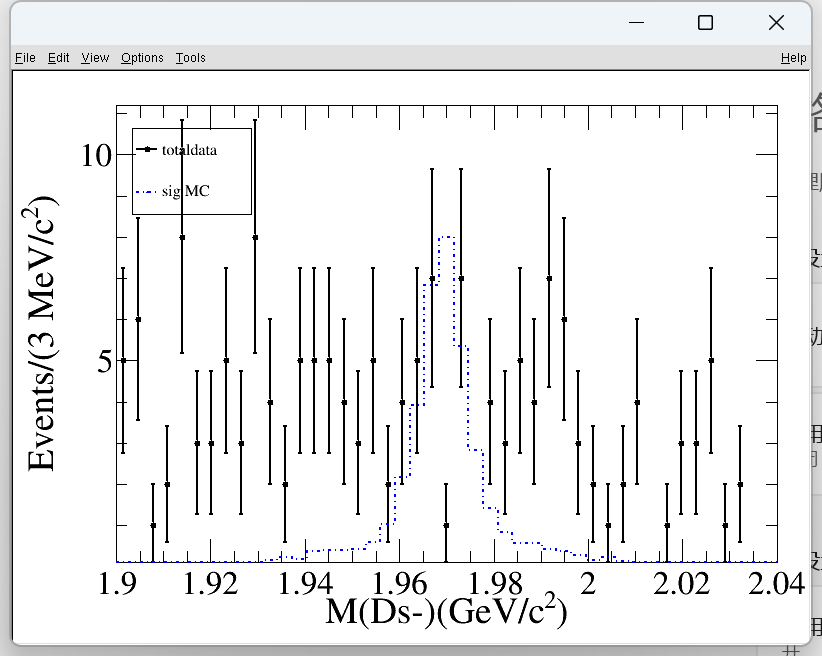 File Edit View Options Tools Help
totaldata
sig MC
10
5
Events/(3 MeV/c²)
1.9 1.92 1.94 1.96 1.98 2 2.02 2.04
M(Ds-)(GeV/c²)